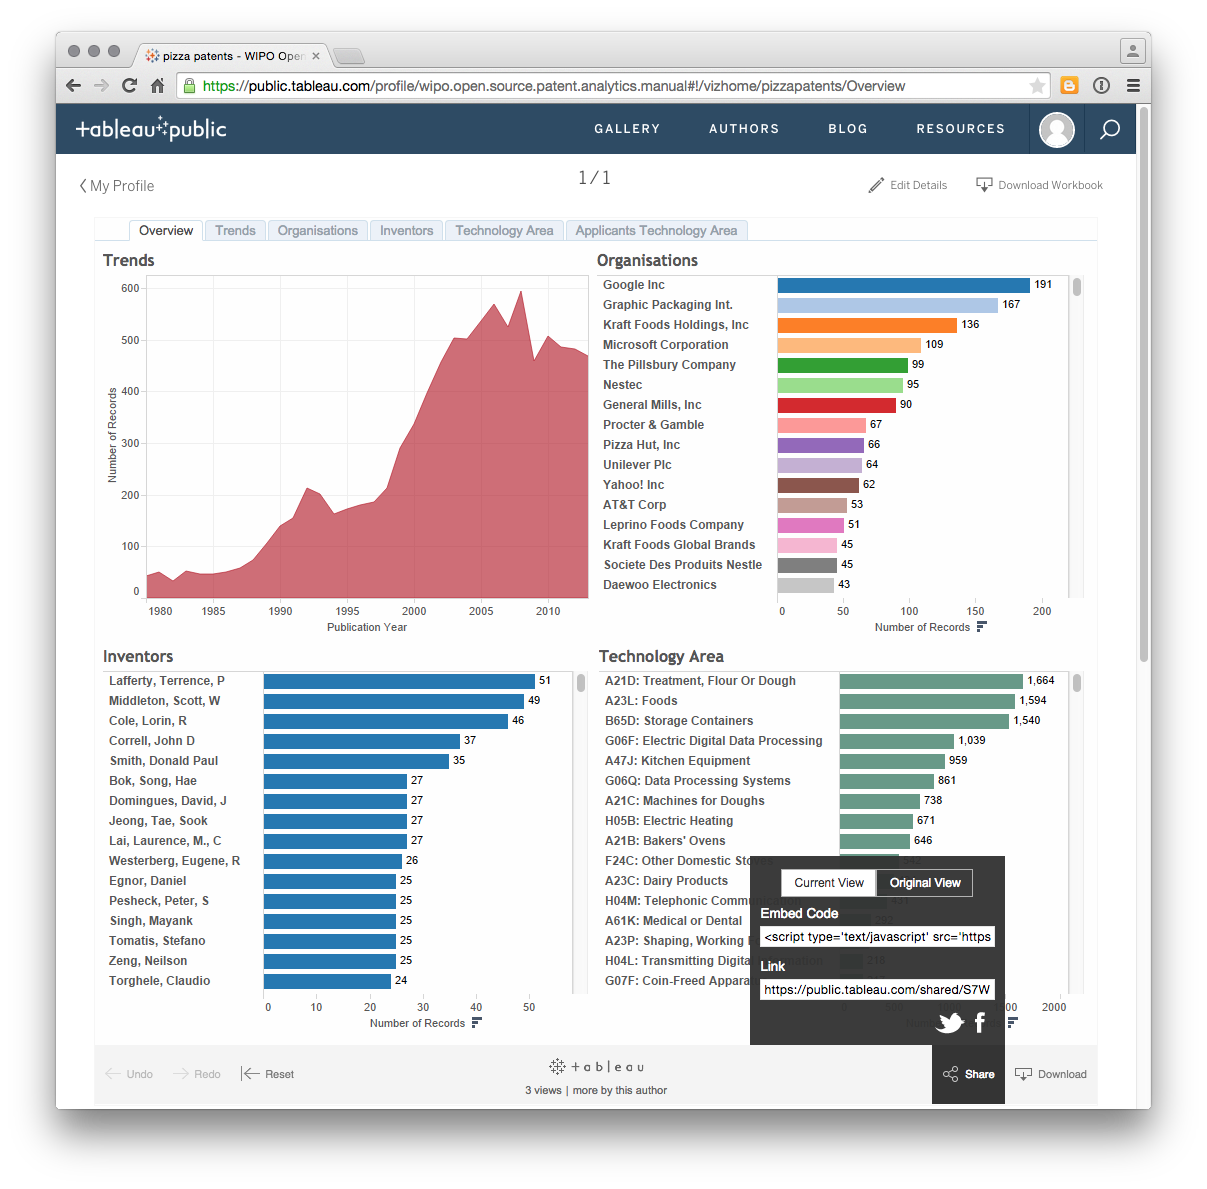 pizza patents - WIPO Open
https://public.tableau.com/profile/wipo.open.source.patent.analytics.manual#!/vizhome/pizzapatents/Overview
tableau public
GALLERY AUTHORS BLOG RESOURCES
My Profile
1/1
Edit Details
Download Workbook
Overview Trends Organisations Inventors Technology Area Applicants Technology Area
Trends
Number of Records
600
500
400
300
200
100
0
1980 1985 1990 1995 2000 2005 2010
Publication Year
Organisations
Google Inc 191
Graphic Packaging Int. 167
Kraft Foods Holdings, Inc 136
Microsoft Corporation 109
The Pillsbury Company 99
Nestec 95
General Mills, Inc 90
Procter & Gamble 67
Pizza Hut, Inc 66
Unilever Plc 64
Yahoo! Inc 62
AT&T Corp 53
Leprino Foods Company 51
Kraft Foods Global Brands 45
Societe Des Produits Nestle 45
Daewoo Electronics 43
0 50 100 150 200
Number of Records
Inventors
Lafferty, Terrence, P 51
Middleton, Scott, W 49
Cole, Lorin, R 46
Correll, John D 37
Smith, Donald Paul 35
Bok, Song, Hae 27
Domingues, David, J 27
Jeong, Tae, Sook 27
Lai, Laurence, M., C 27
Westerberg, Eugene, R 26
Egnor, Daniel 25
Pesheck, Peter, S 25
Singh, Mayank 25
Tomatis, Stefano 25
Zeng, Neilson 25
Torghele, Claudio 24
0 10 20 30 40 50
Number of Records
Technology Area
A21D: Treatment, Flour Or Dough 1,664
A23L: Foods 1,594
B65D: Storage Containers 1,540
G06F: Electric Digital Data Processing 1,039
A47J: Kitchen Equipment 959
G06Q: Data Processing Systems 861
A21C: Machines for Doughs 738
H05B: Electric Heating 671
A21B: Bakers' Ovens 646
F24C: Other Domestic Stoves
A23C: Dairy Products
H04M: Telephonic Communication
A61K: Medical or Dental
A23P: Shaping, Working
H04L: Transmitting Digital Information
G07F: Coin-Freed Appara
2000
Current View Original View
Embed Code
<script type='text/javascript' src='https
Link
https://public.tableau.com/shared/S7W
Undo Redo Reset
tableau
3 views | more by this author
Share
Download